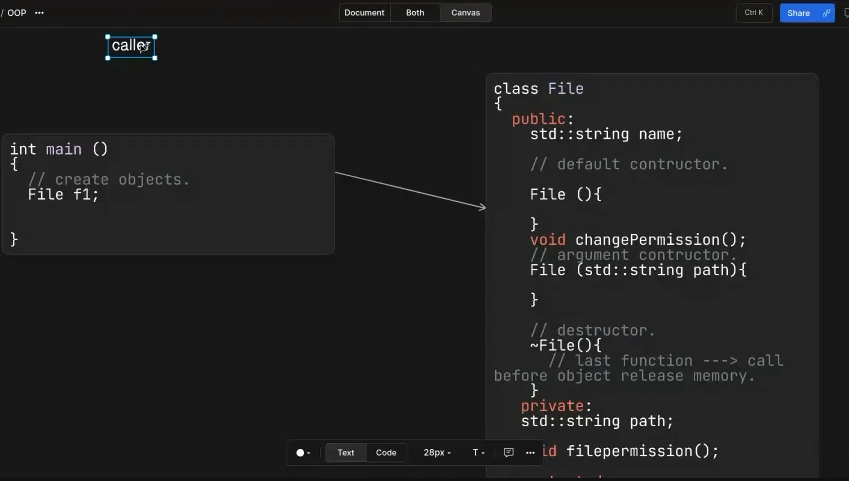 / OOP •••
Document Both Canvas
Ctrl K
Share
caller
int main ()
{
// create objects.
File f1;
}
class File
{
public:
std::string name;
// default contructor.
File (){
}
void changePermission();
// argument contructor.
File (std::string path){
}
// destructor.
~File(){
// last function ---> call
before object release memory.
}
private:
std::string path;
id filepermission();
Text Code 28px T